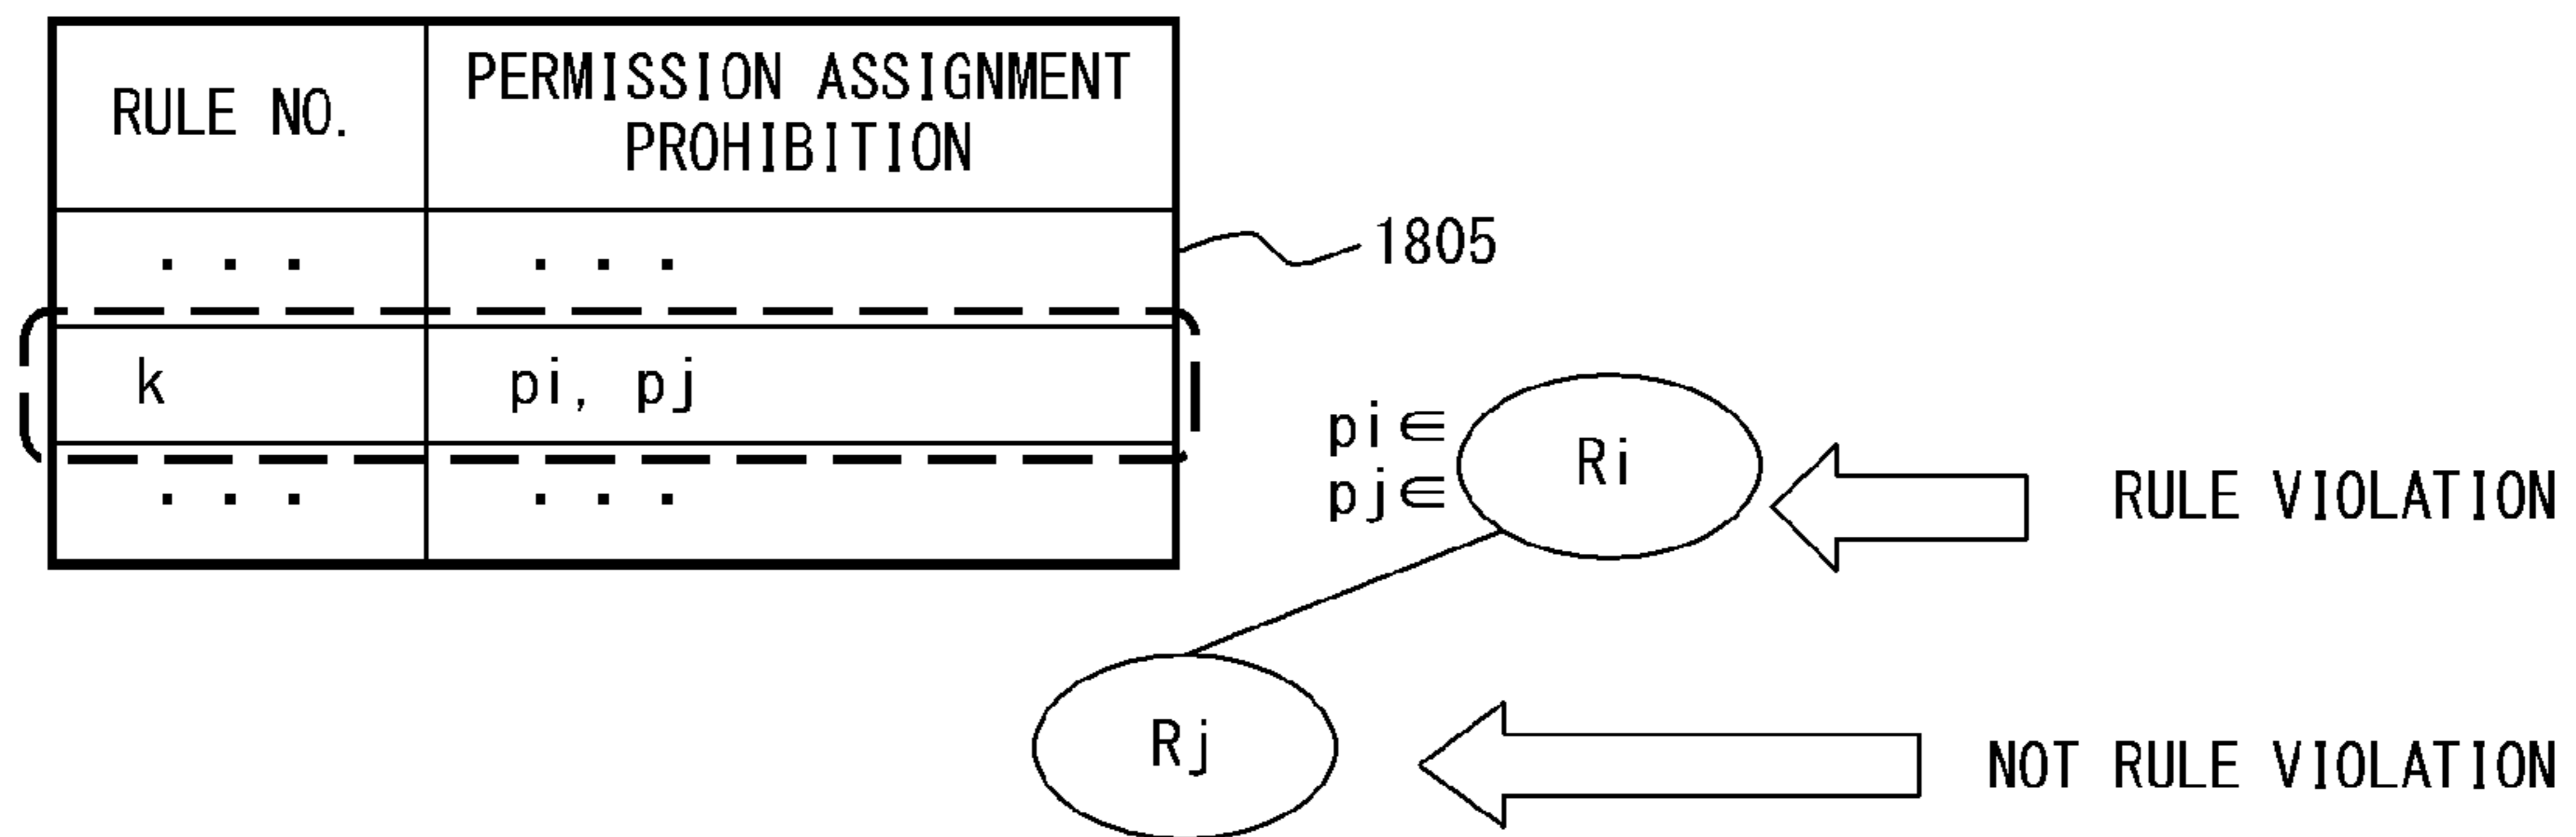 RULE NO.
PERMISSION ASSIGNMENT
PROHIBITION
. . .
. . .
1805
k
pi, pj
. . .
. . .
pi∈
pj∈
Ri
RULE VIOLATION
Rj
NOT RULE VIOLATION